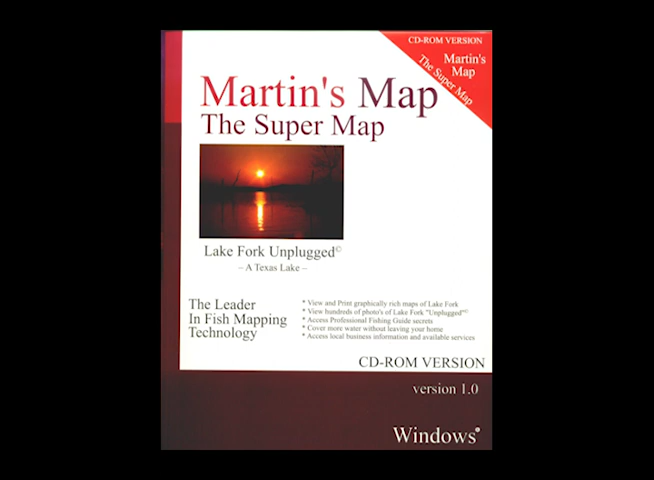 CD-ROM VERSION
Martin's
Map
The Super Map
Martin's Map
The Super Map
Lake Fork Unplugged©
– A Texas Lake –
The Leader
In Fish Mapping
Technology
* View and Print graphically rich maps of Lake Fork
* View hundreds of photo's of Lake Fork "Unplugged"©
* Access Professional Fishing Guide secrets
* Cover more water without leaving your home
* Access local business information and available services
CD-ROM VERSION
version 1.0
Windows®